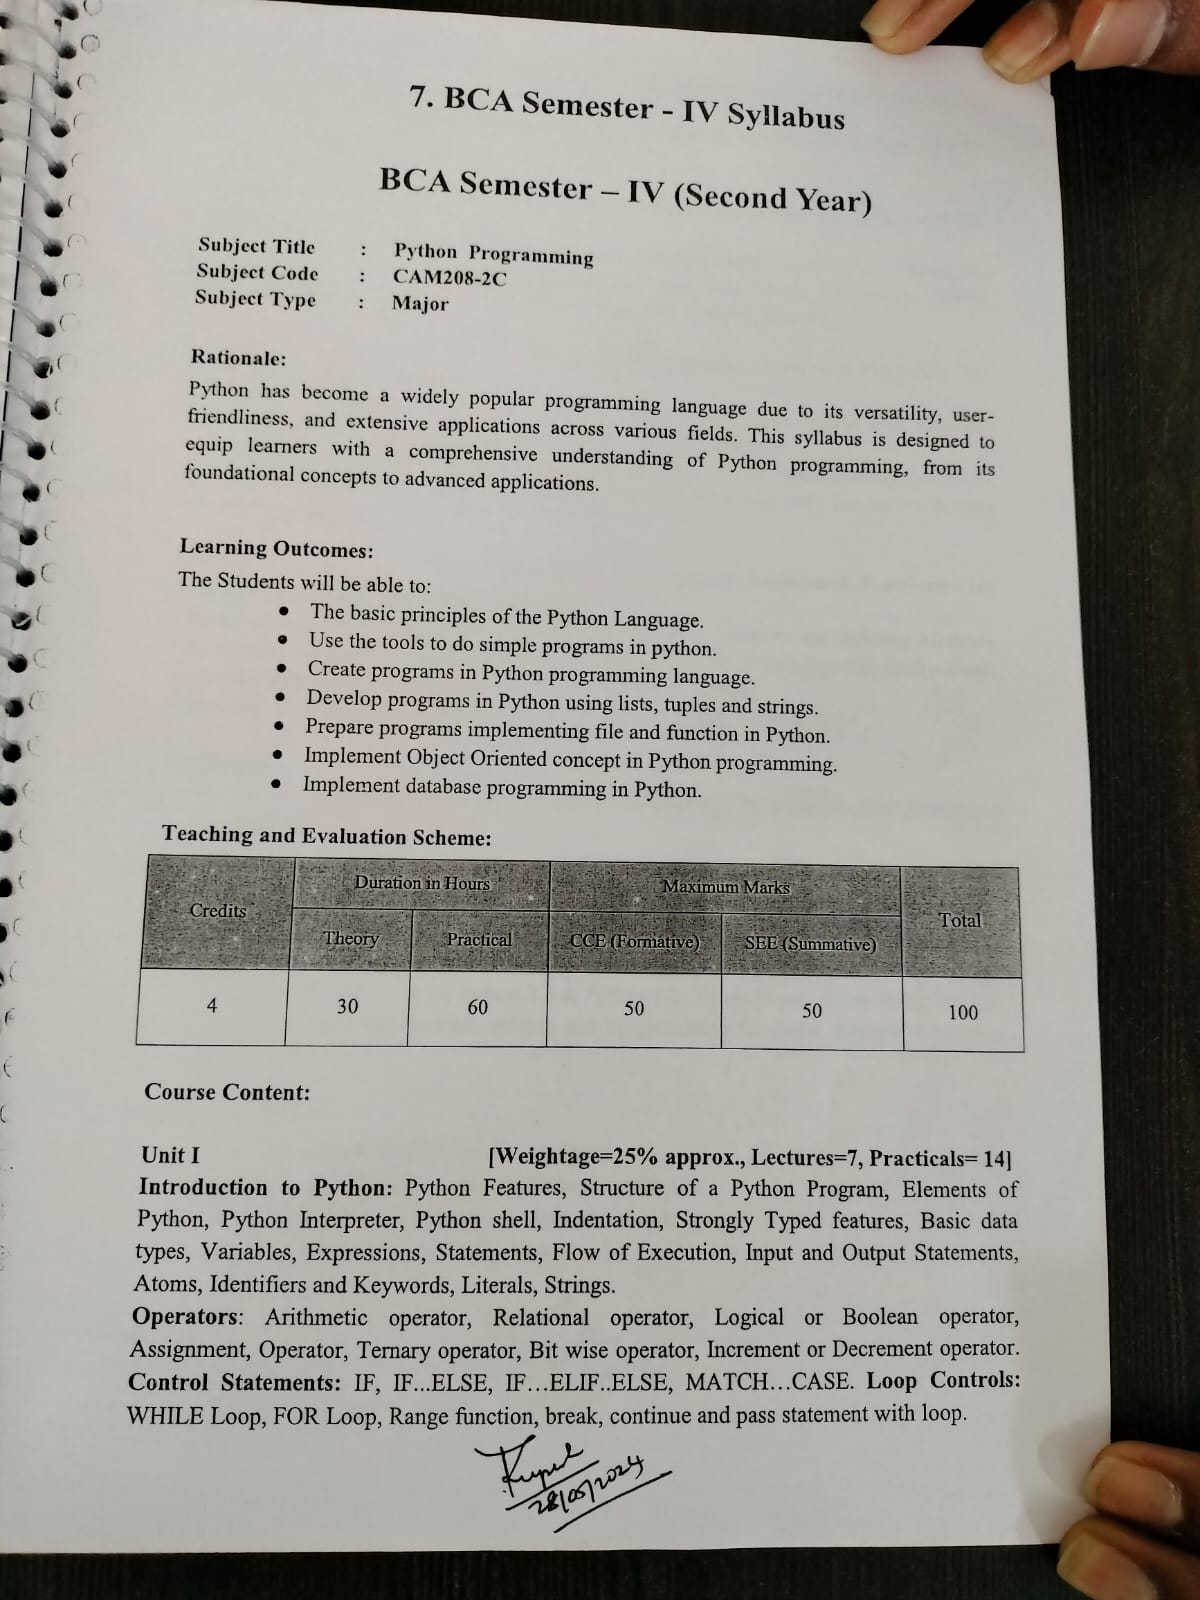 7. BCA Semester - IV Syllabus
BCA Semester – IV (Second Year)
Subject Title : Python Programming
Subject Code : CAM208-2C
Subject Type : Major
Rationale:
Python has become a widely popular programming language due to its versatility, user-
friendliness, and extensive applications across various fields. This syllabus is designed to
equip learners with a comprehensive understanding of Python programming, from its
foundational concepts to advanced applications.
Learning Outcomes:
The Students will be able to:
• The basic principles of the Python Language.
• Use the tools to do simple programs in python.
• Create programs in Python programming language.
• Develop programs in Python using lists, tuples and strings.
• Prepare programs implementing file and function in Python.
• Implement Object Oriented concept in Python programming.
• Implement database programming in Python.
Teaching and Evaluation Scheme:
Credits Duration in Hours Maximum Marks Total
Theory Practical CCE (Formative) SEE (Summative)
4 30 60 50 50 100
Course Content:
Unit I [Weightage=25% approx., Lectures=7, Practicals= 14]
Introduction to Python: Python Features, Structure of a Python Program, Elements of
Python, Python Interpreter, Python shell, Indentation, Strongly Typed features, Basic data
types, Variables, Expressions, Statements, Flow of Execution, Input and Output Statements,
Atoms, Identifiers and Keywords, Literals, Strings.
Operators: Arithmetic operator, Relational operator, Logical or Boolean operator,
Assignment, Operator, Ternary operator, Bit wise operator, Increment or Decrement operator.
Control Statements: IF, IF...ELSE, IF...ELIF..ELSE, MATCH...CASE. Loop Controls:
WHILE Loop, FOR Loop, Range function, break, continue and pass statement with loop.
28/05/2024